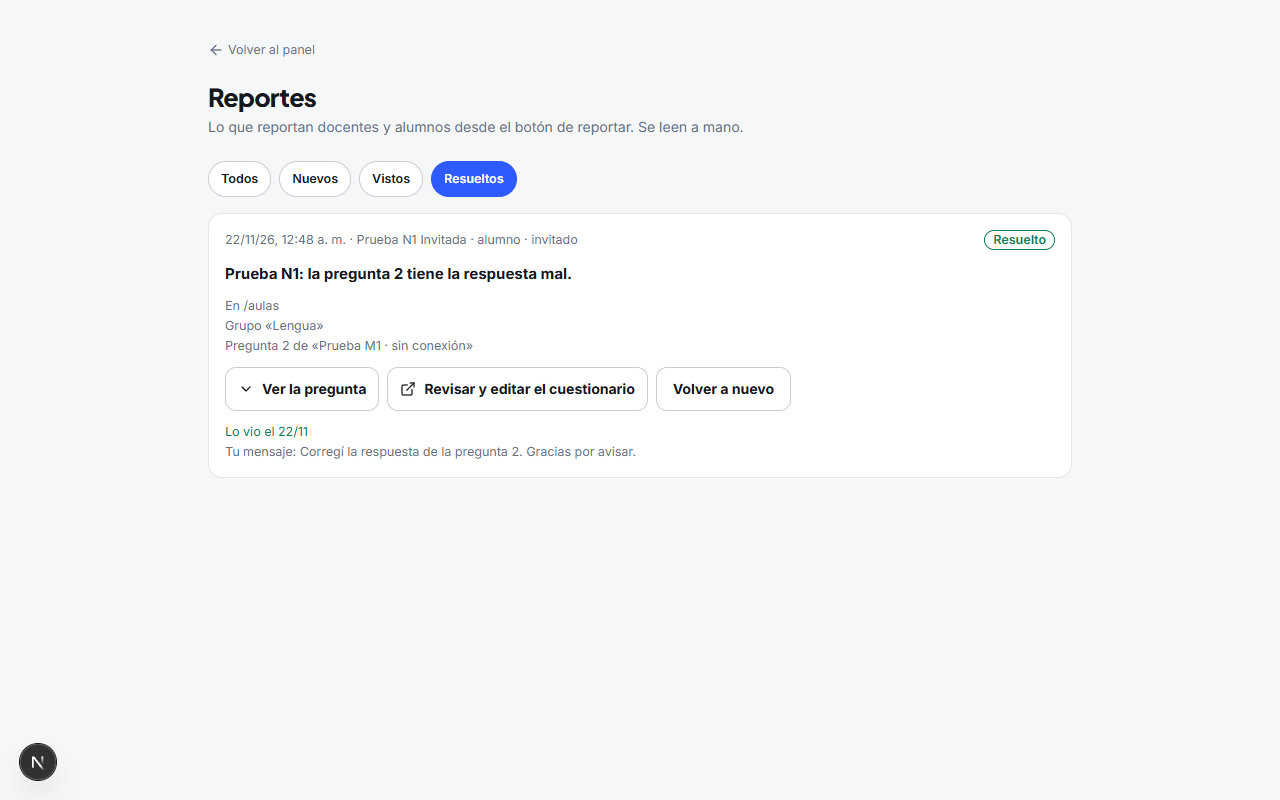 Volver al panel
Reportes
Lo que reportan docentes y alumnos desde el botón de reportar. Se leen a mano.
Todos
Nuevos
Vistos
Resueltos
22/11/26, 12:48 a. m. · Prueba N1 Invitada · alumno · invitado
Resuelto
Prueba N1: la pregunta 2 tiene la respuesta mal.
En /aulas
Grupo «Lengua»
Pregunta 2 de «Prueba M1 · sin conexión»
Ver la pregunta
Revisar y editar el cuestionario
Volver a nuevo
Lo vio el 22/11
Tu mensaje: Corregí la respuesta de la pregunta 2. Gracias por avisar.
N